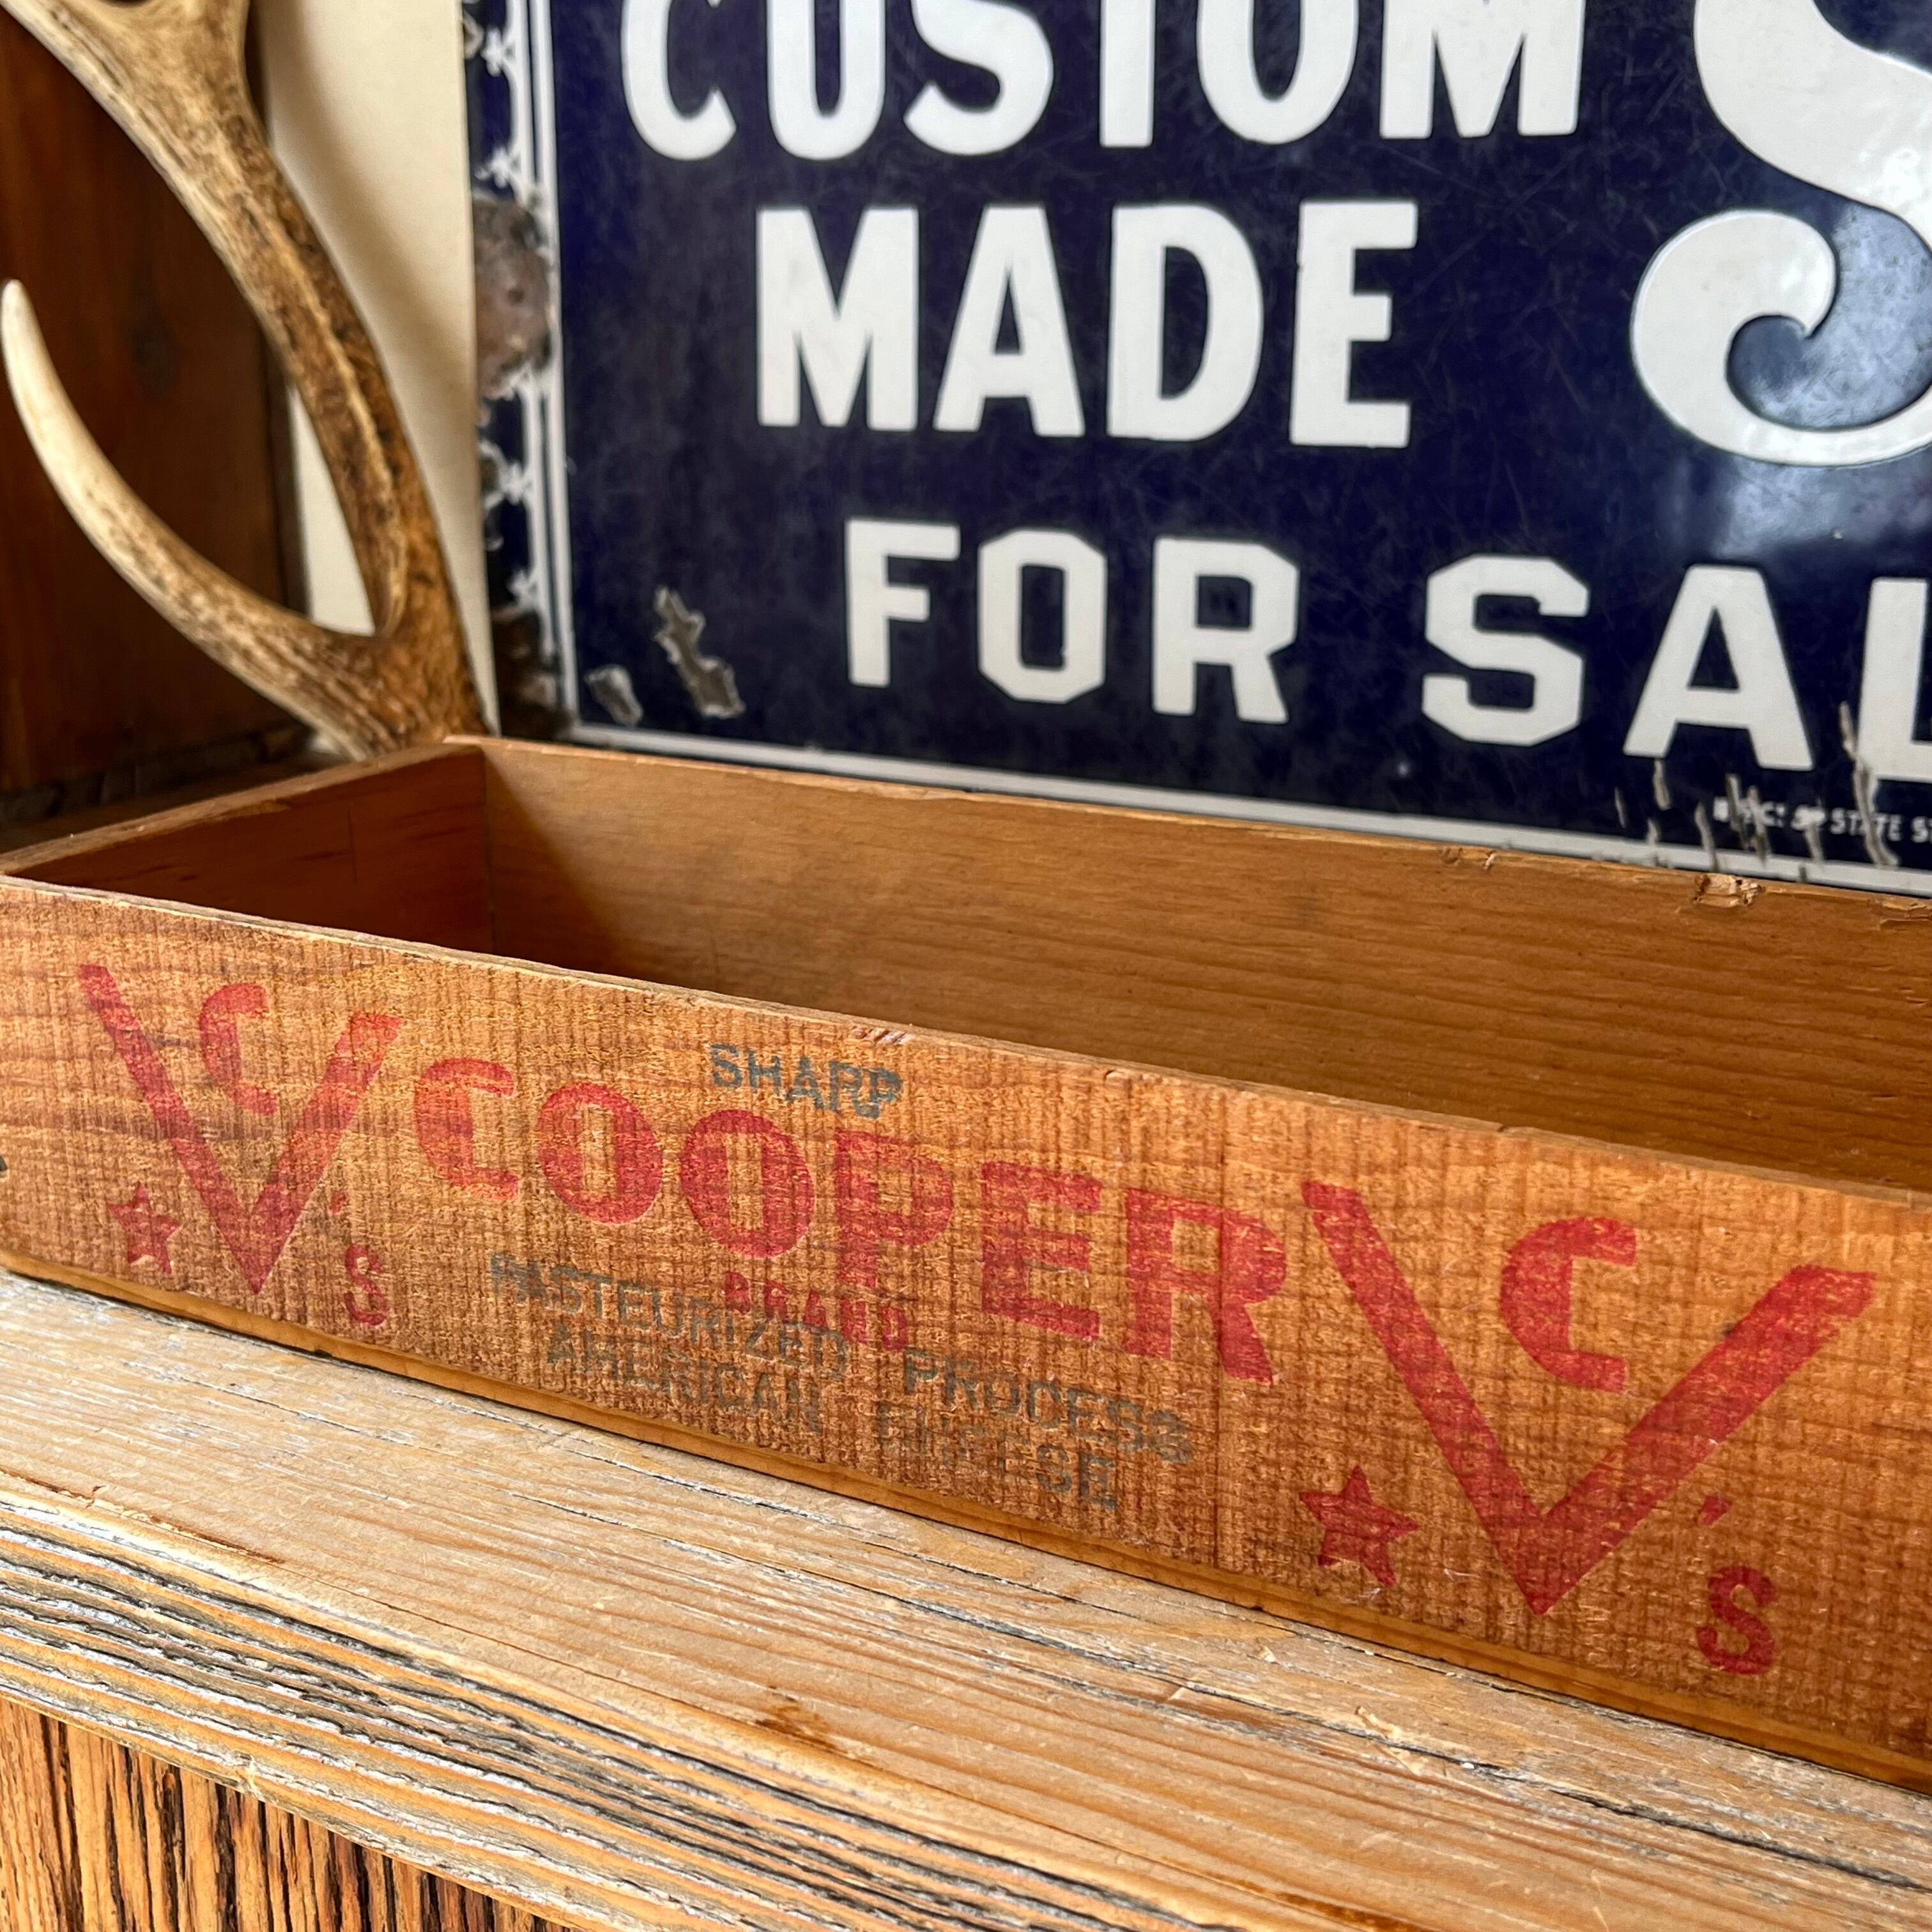 CUSTOM
MADE
FOR SAL
SHARP
C V's COOPER C V's
BRAND
PASTEURIZED PROCESS
AMERICAN CHEESE